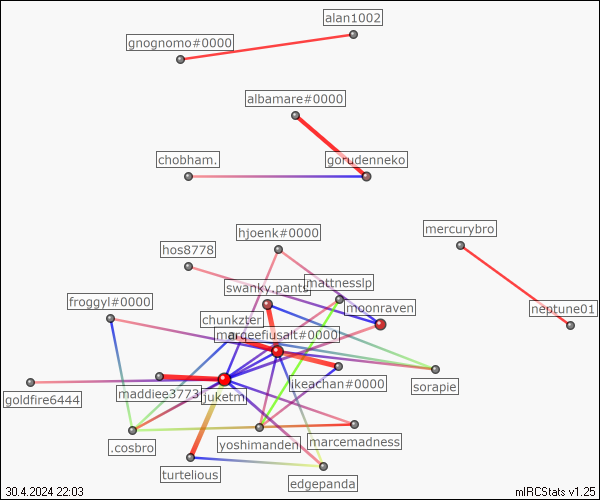 alan1002
gnognomo#0000
albamare#0000
chobham.
gorudenneko
mercurybro
hjoenk#0000
hos8778
mattnesslp
swanky.pants
froggyl#0000
moonraven
neptune01
chunkzter
marqeefiusalt#0000
ikeachan#0000
sorapie
maddiee3773
goldfire6444
juketm
.cosbro
yoshimanden
marcemadness
turtelious
edgepanda
30.4.2024 22:03
mIRCStats v1.25